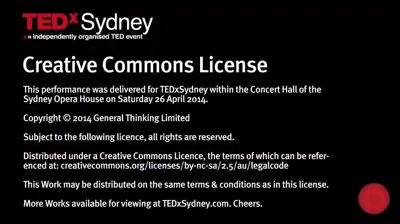 TEDxSydney
x = independently organised TED event
Creative Commons License
This performance was delivered for TEDxSydney within the Concert Hall of the
Sydney Opera House on Saturday 26 April 2014.
Copyright © 2014 General Thinking Limited
Subject to the following licence, all rights are reserved.
Distributed under a Creative Commons Licence, the terms of which can be refer-
enced at: creativecommons.org/licenses/by-nc-sa/2.5/au/legalcode
This Work may be distributed on the same terms & conditions as in this license.
More Works available for viewing at TEDxSydney.com. Cheers.